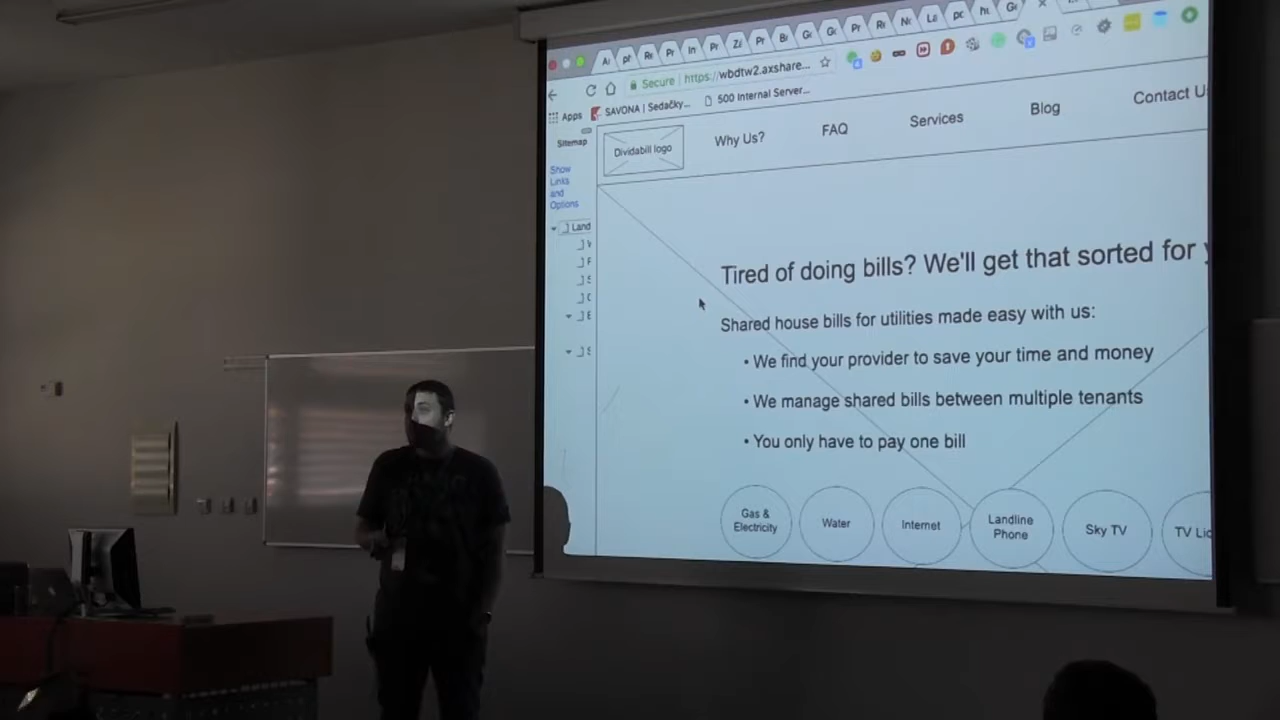 Secure https://wbdtw2.axshare...
Apps SAVONA | Sedačky... 500 Internal Server...
Sitemap
Show
Links
and
Options
Land
Dividabill logo
Why Us?
FAQ
Services
Blog
Contact U
Tired of doing bills? We'll get that sorted for
Shared house bills for utilities made easy with us:
• We find your provider to save your time and money
• We manage shared bills between multiple tenants
• You only have to pay one bill
Gas &
Electricity
Water
Internet
Landline
Phone
Sky TV
TV Lic